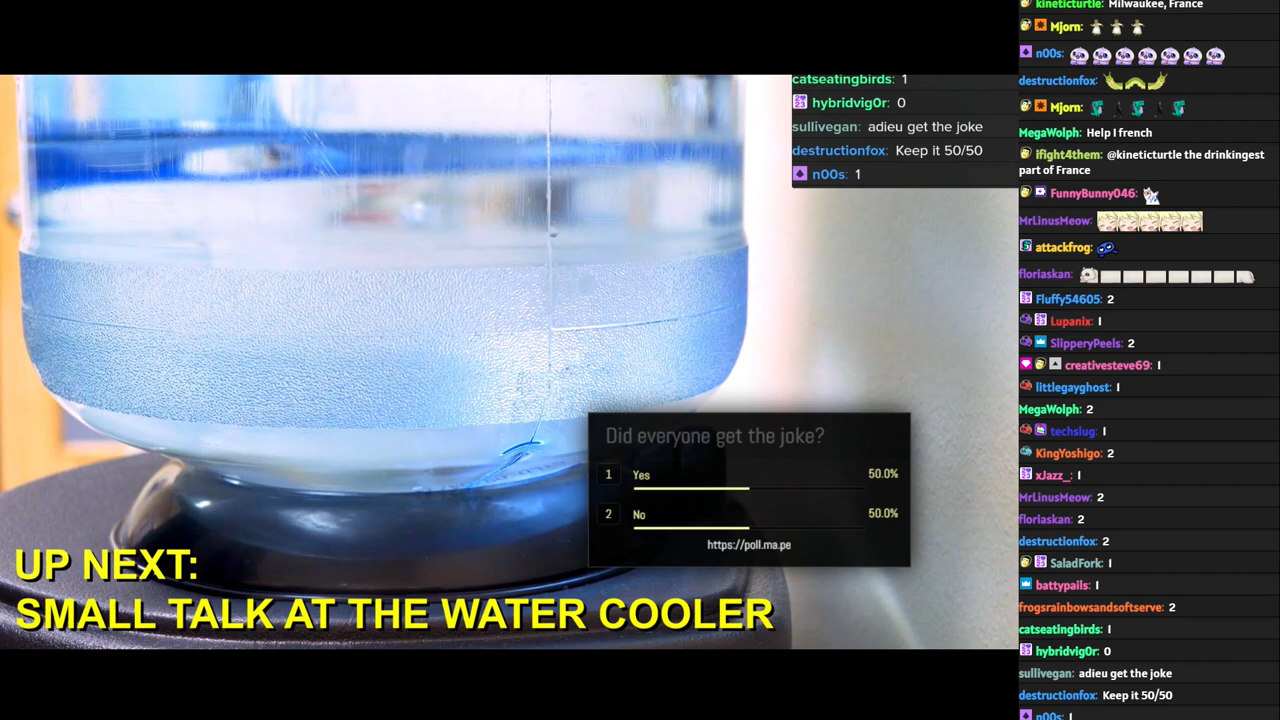 catseatingbirds: 1
hybridvig0r: 0
sullivegan: adieu get the joke
destructionfox: Keep it 50/50
n00s: 1
Did everyone get the joke?
1 Yes 50.0%
2 No 50.0%
https://poll.ma.pe
UP NEXT:
SMALL TALK AT THE WATER COOLER
kineticturtle: Milwaukee, France
Mjorn:
n00s:
destructionfox:
Mjorn:
MegaWolph: Help I french
ifight4them: @kineticturtle the drinkingest
part of France
FunnyBunny046:
MrLinusMeow:
attackfrog:
floriaskan:
Fluffy54605: 2
Lupanix: 1
SlipperyPeels: 2
creativesteve69: 1
littlegayghost: 1
MegaWolph: 2
techslug: 1
KingYoshigo: 2
xJazz_: 1
MrLinusMeow: 2
floriaskan: 2
destructionfox: 2
SaladFork: 1
battypails: 1
frogsrainbowsandsoftserve: 2
catseatingbirds: 1
hybridvig0r: 0
sullivegan: adieu get the joke
destructionfox: Keep it 50/50
n00s: 1